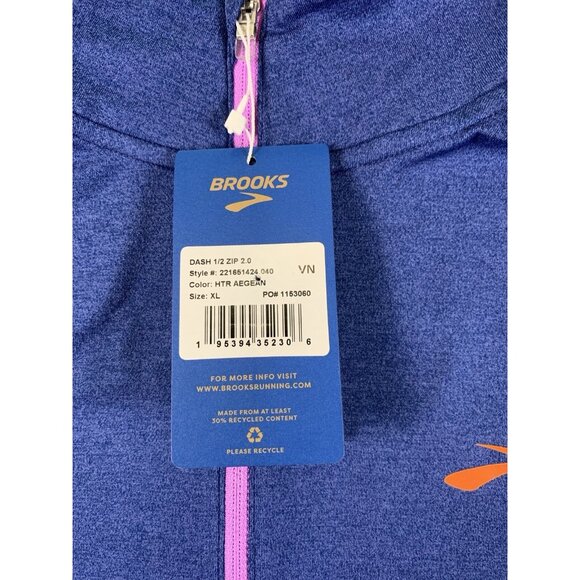 BROOKS
DASH 1/2 ZIP 2.0
Style #: 221651424.040
Color: HTR AEGEAN
VN
Size: XL PO# 1153060
1 95394 35230 6
FOR MORE INFO VISIT
WWW.BROOKSRUNNING.COM
MADE FROM AT LEAST
30% RECYCLED CONTENT
PLEASE RECYCLE